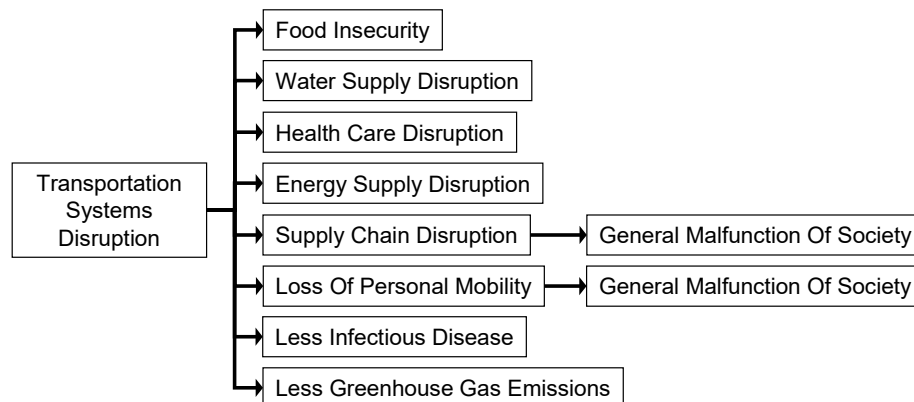 Food Insecurity
Water Supply Disruption
Health Care Disruption
Transportation
Systems
Disruption
Energy Supply Disruption
Supply Chain Disruption
General Malfunction Of Society
Loss Of Personal Mobility
General Malfunction Of Society
Less Infectious Disease
Less Greenhouse Gas Emissions